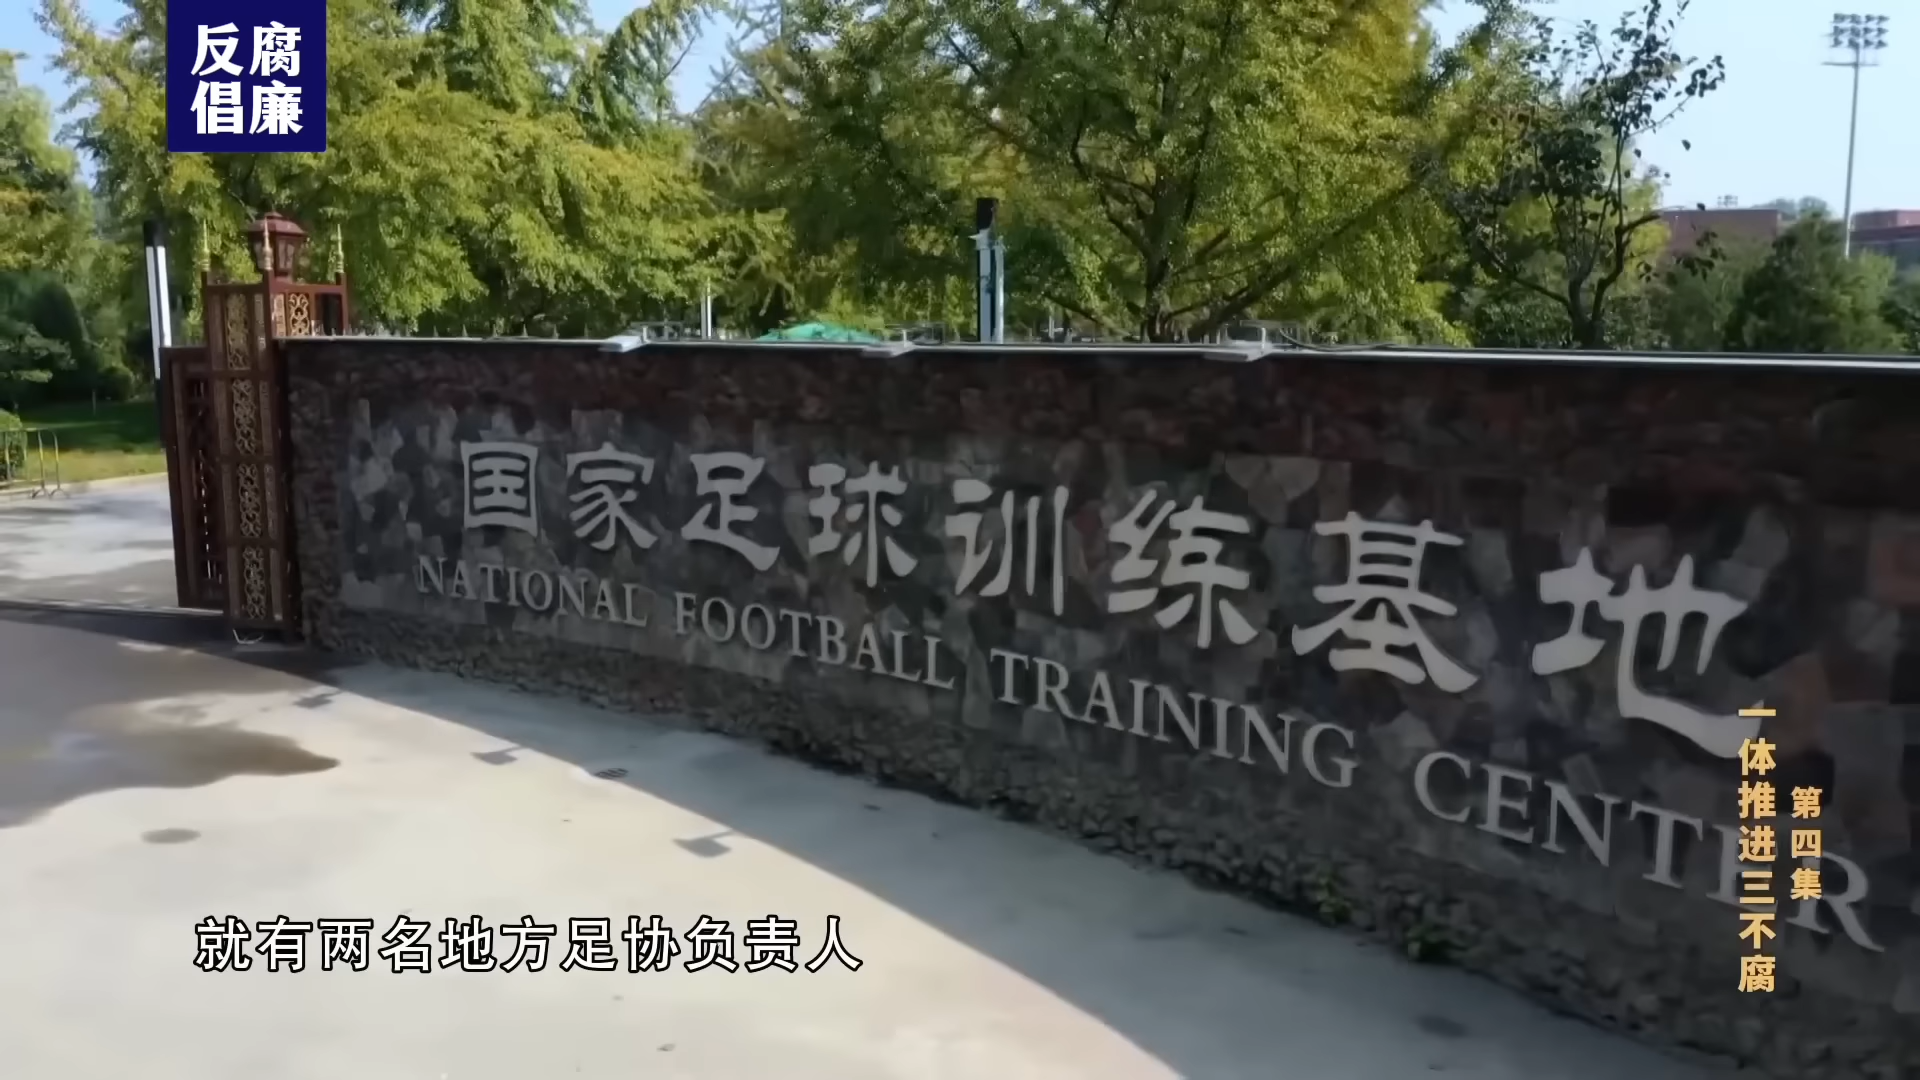 反腐
倡廉
国家足球训练基地
NATIONAL FOOTBALL TRAINING CENTER
第四集
一体推进三不腐
就有两名地方足协负责人